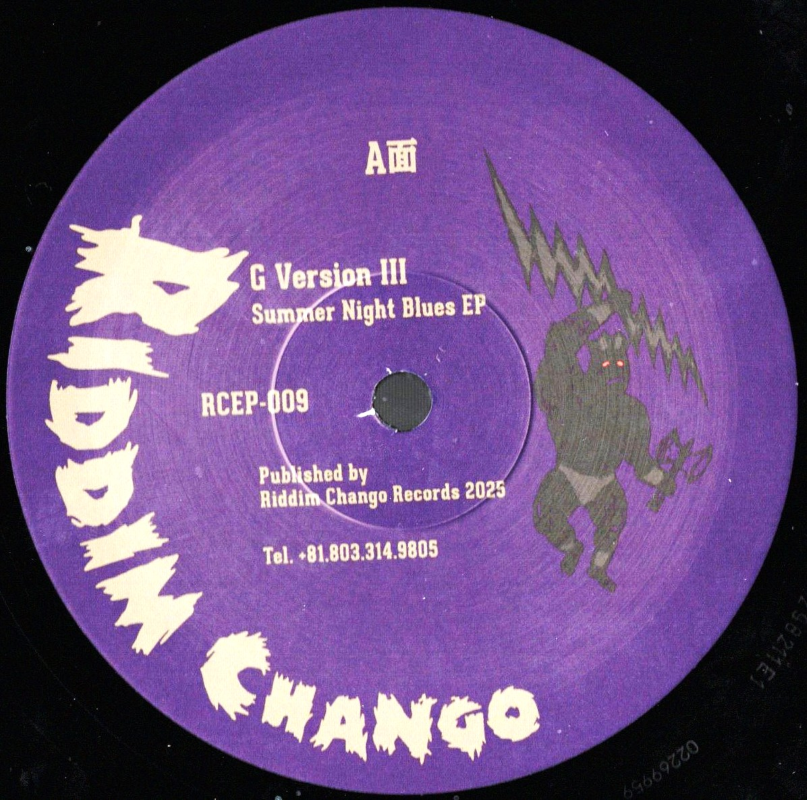 A面
G Version III
Summer Night Blues EP
RCEP-009
Published by
Riddim Chango Records 2025
Tel. +81.803.314.9805
RIDDIM CHANGO
02269959